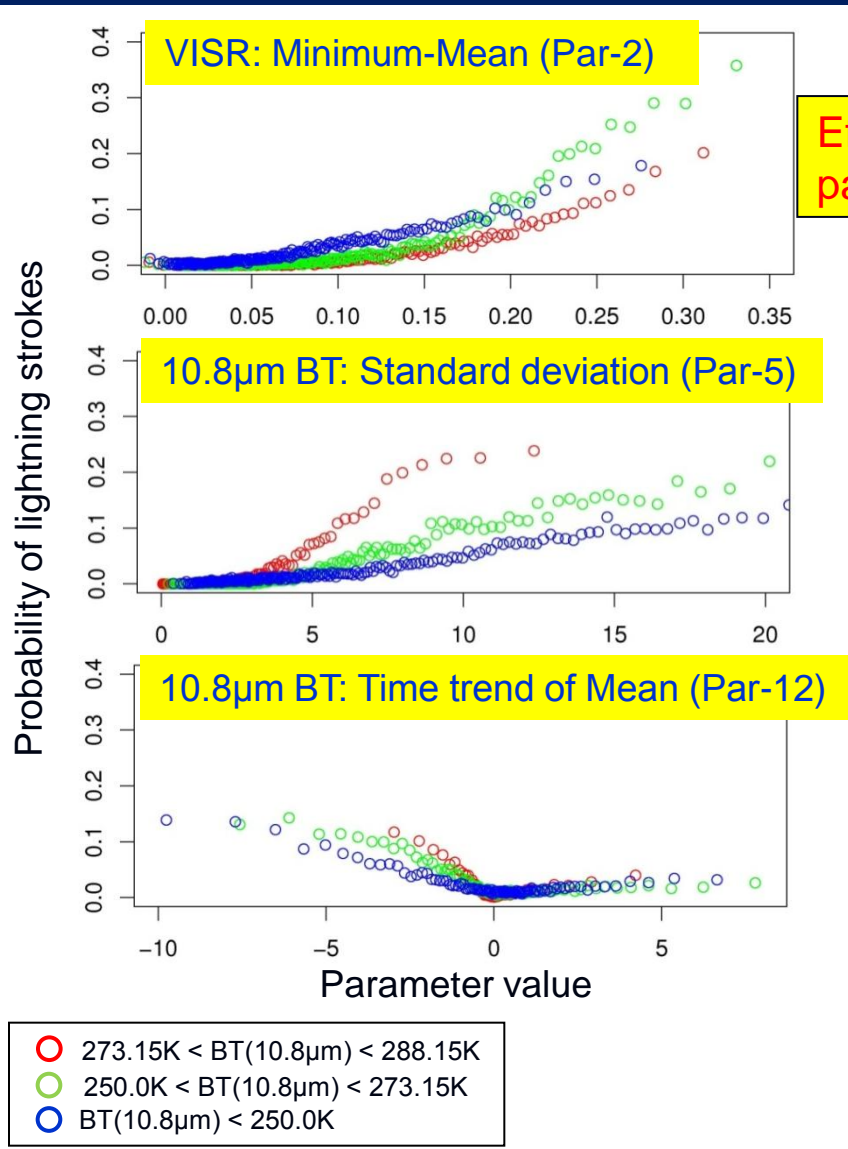 VISR: Minimum-Mean (Par-2)
0.4
0.3
0.2
0.1
0.0
0.00 0.05 0.10 0.15 0.20 0.25 0.30 0.35
10.8µm BT: Standard deviation (Par-5)
0.4
0.3
0.2
0.1
0.0
0 5 10 15 20
10.8µm BT: Time trend of Mean (Par-12)
0.4
0.3
0.2
0.1
0.0
−10 −5 0 5
Probability of lightning strokes
Parameter value
273.15K < BT(10.8µm) < 288.15K
250.0K < BT(10.8µm) < 273.15K
BT(10.8µm) < 250.0K